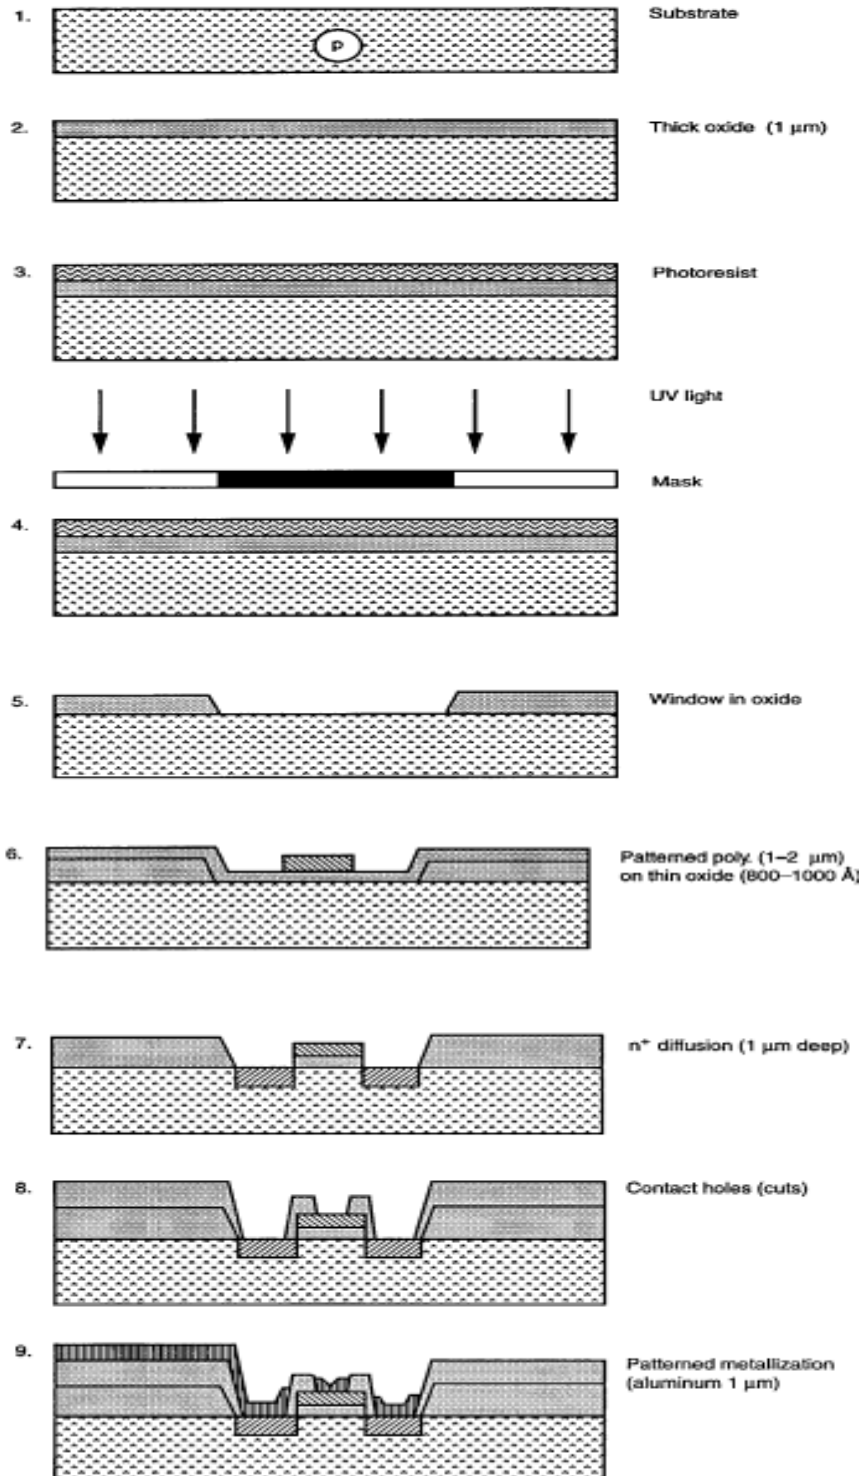 1. Substrate
P
2. Thick oxide (1 μm)
3. Photoresist
UV light
Mask
4.
5. Window in oxide
6. Patterned poly. (1–2 μm)
on thin oxide (800–1000 Å)
7. n⁺ diffusion (1 μm deep)
8. Contact holes (cuts)
9. Patterned metallization
(aluminum 1 μm)